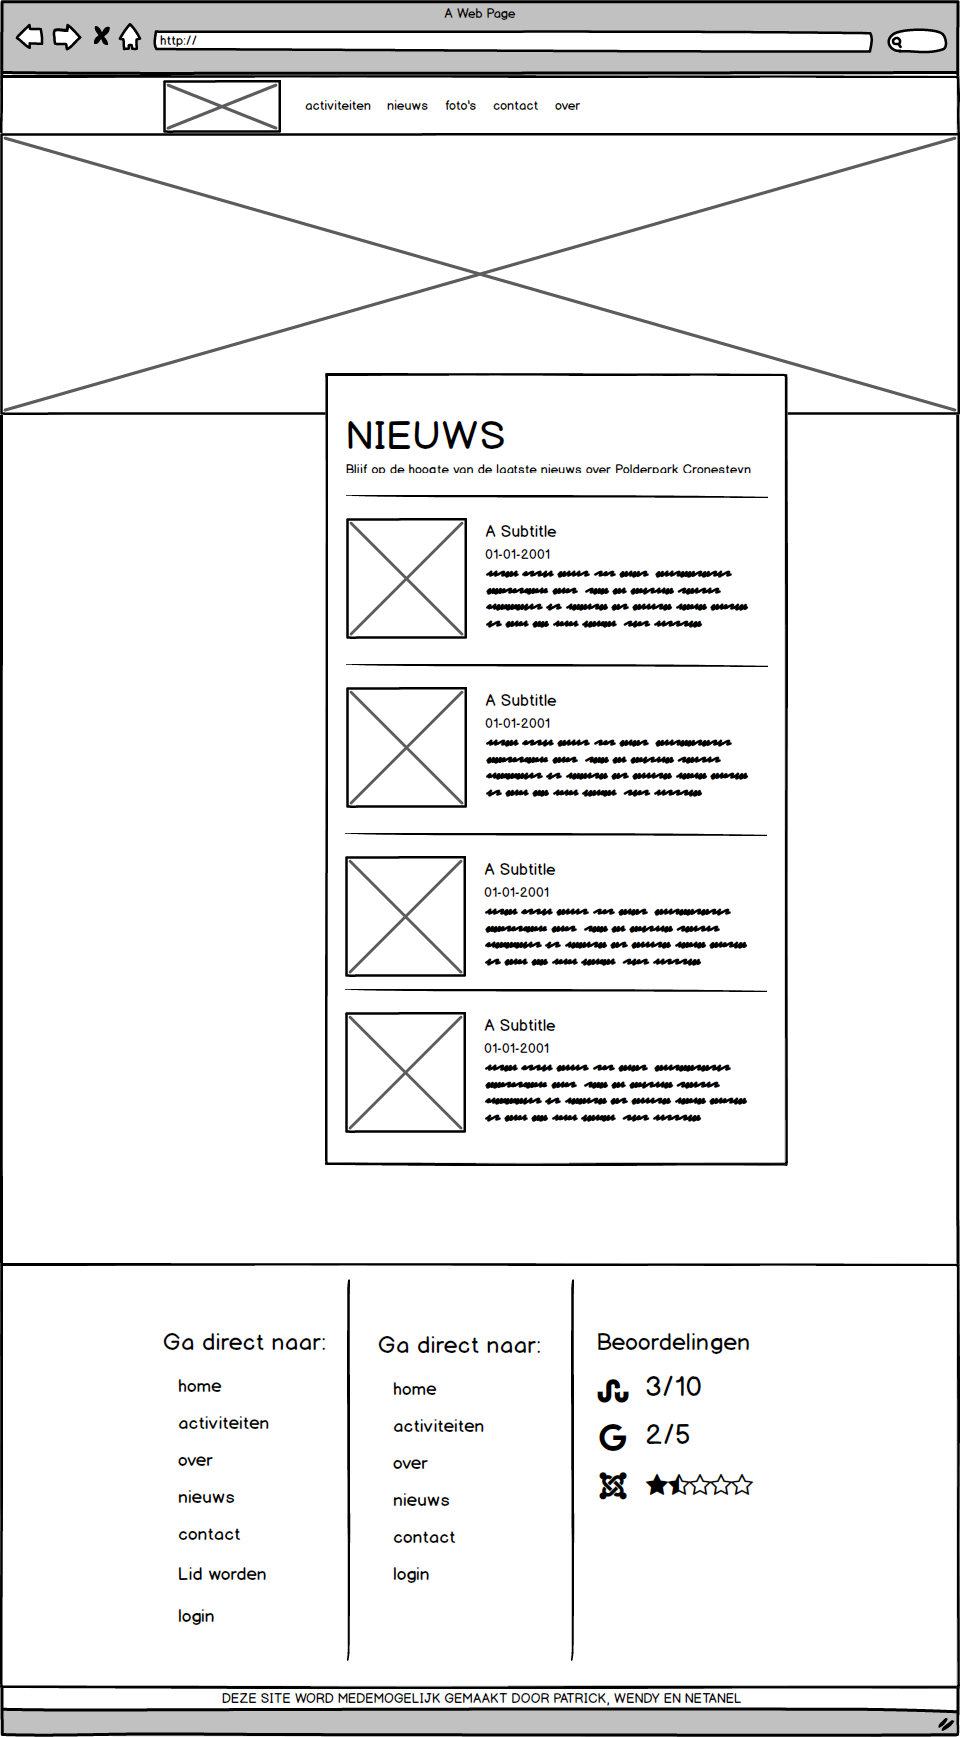 A Web Page
http://
activiteiten nieuws foto's contact over
NIEUWS
Blijf op de hoogte van de laatste nieuws over Polderpark Cronesteyn
A Subtitle
01-01-2001
A Subtitle
01-01-2001
A Subtitle
01-01-2001
A Subtitle
01-01-2001
Ga direct naar:
home
activiteiten
over
nieuws
contact
Lid worden
login
Ga direct naar:
home
activiteiten
over
nieuws
contact
login
Beoordelingen
3/10
G 2/5
DEZE SITE WORD MEDEMOGELIJK GEMAAKT DOOR PATRICK, WENDY EN NETANEL